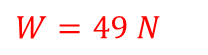 W = 49 N